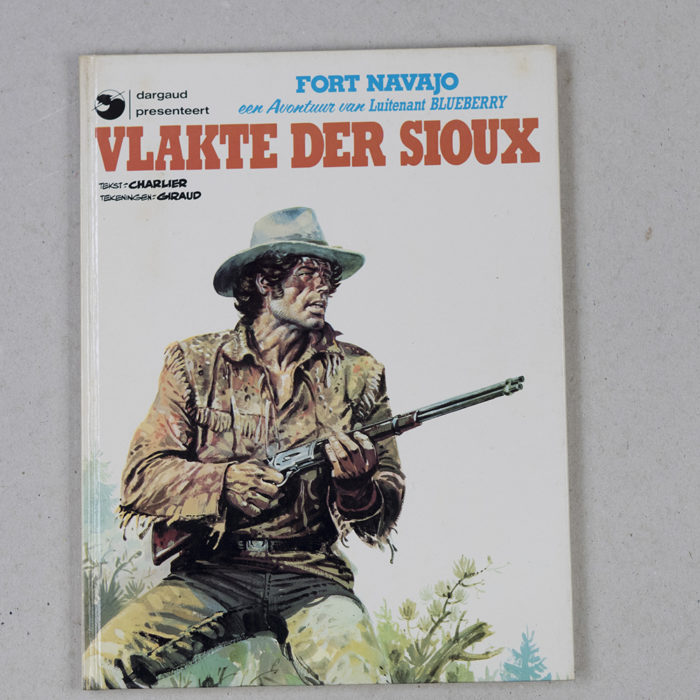 dargaud
presenteert
FORT NAVAJO
een Avontuur van Luitenant BLUEBERRY
VLAKTE DER SIOUX
TEKST: CHARLIER
TEKENINGEN: GIRAUD